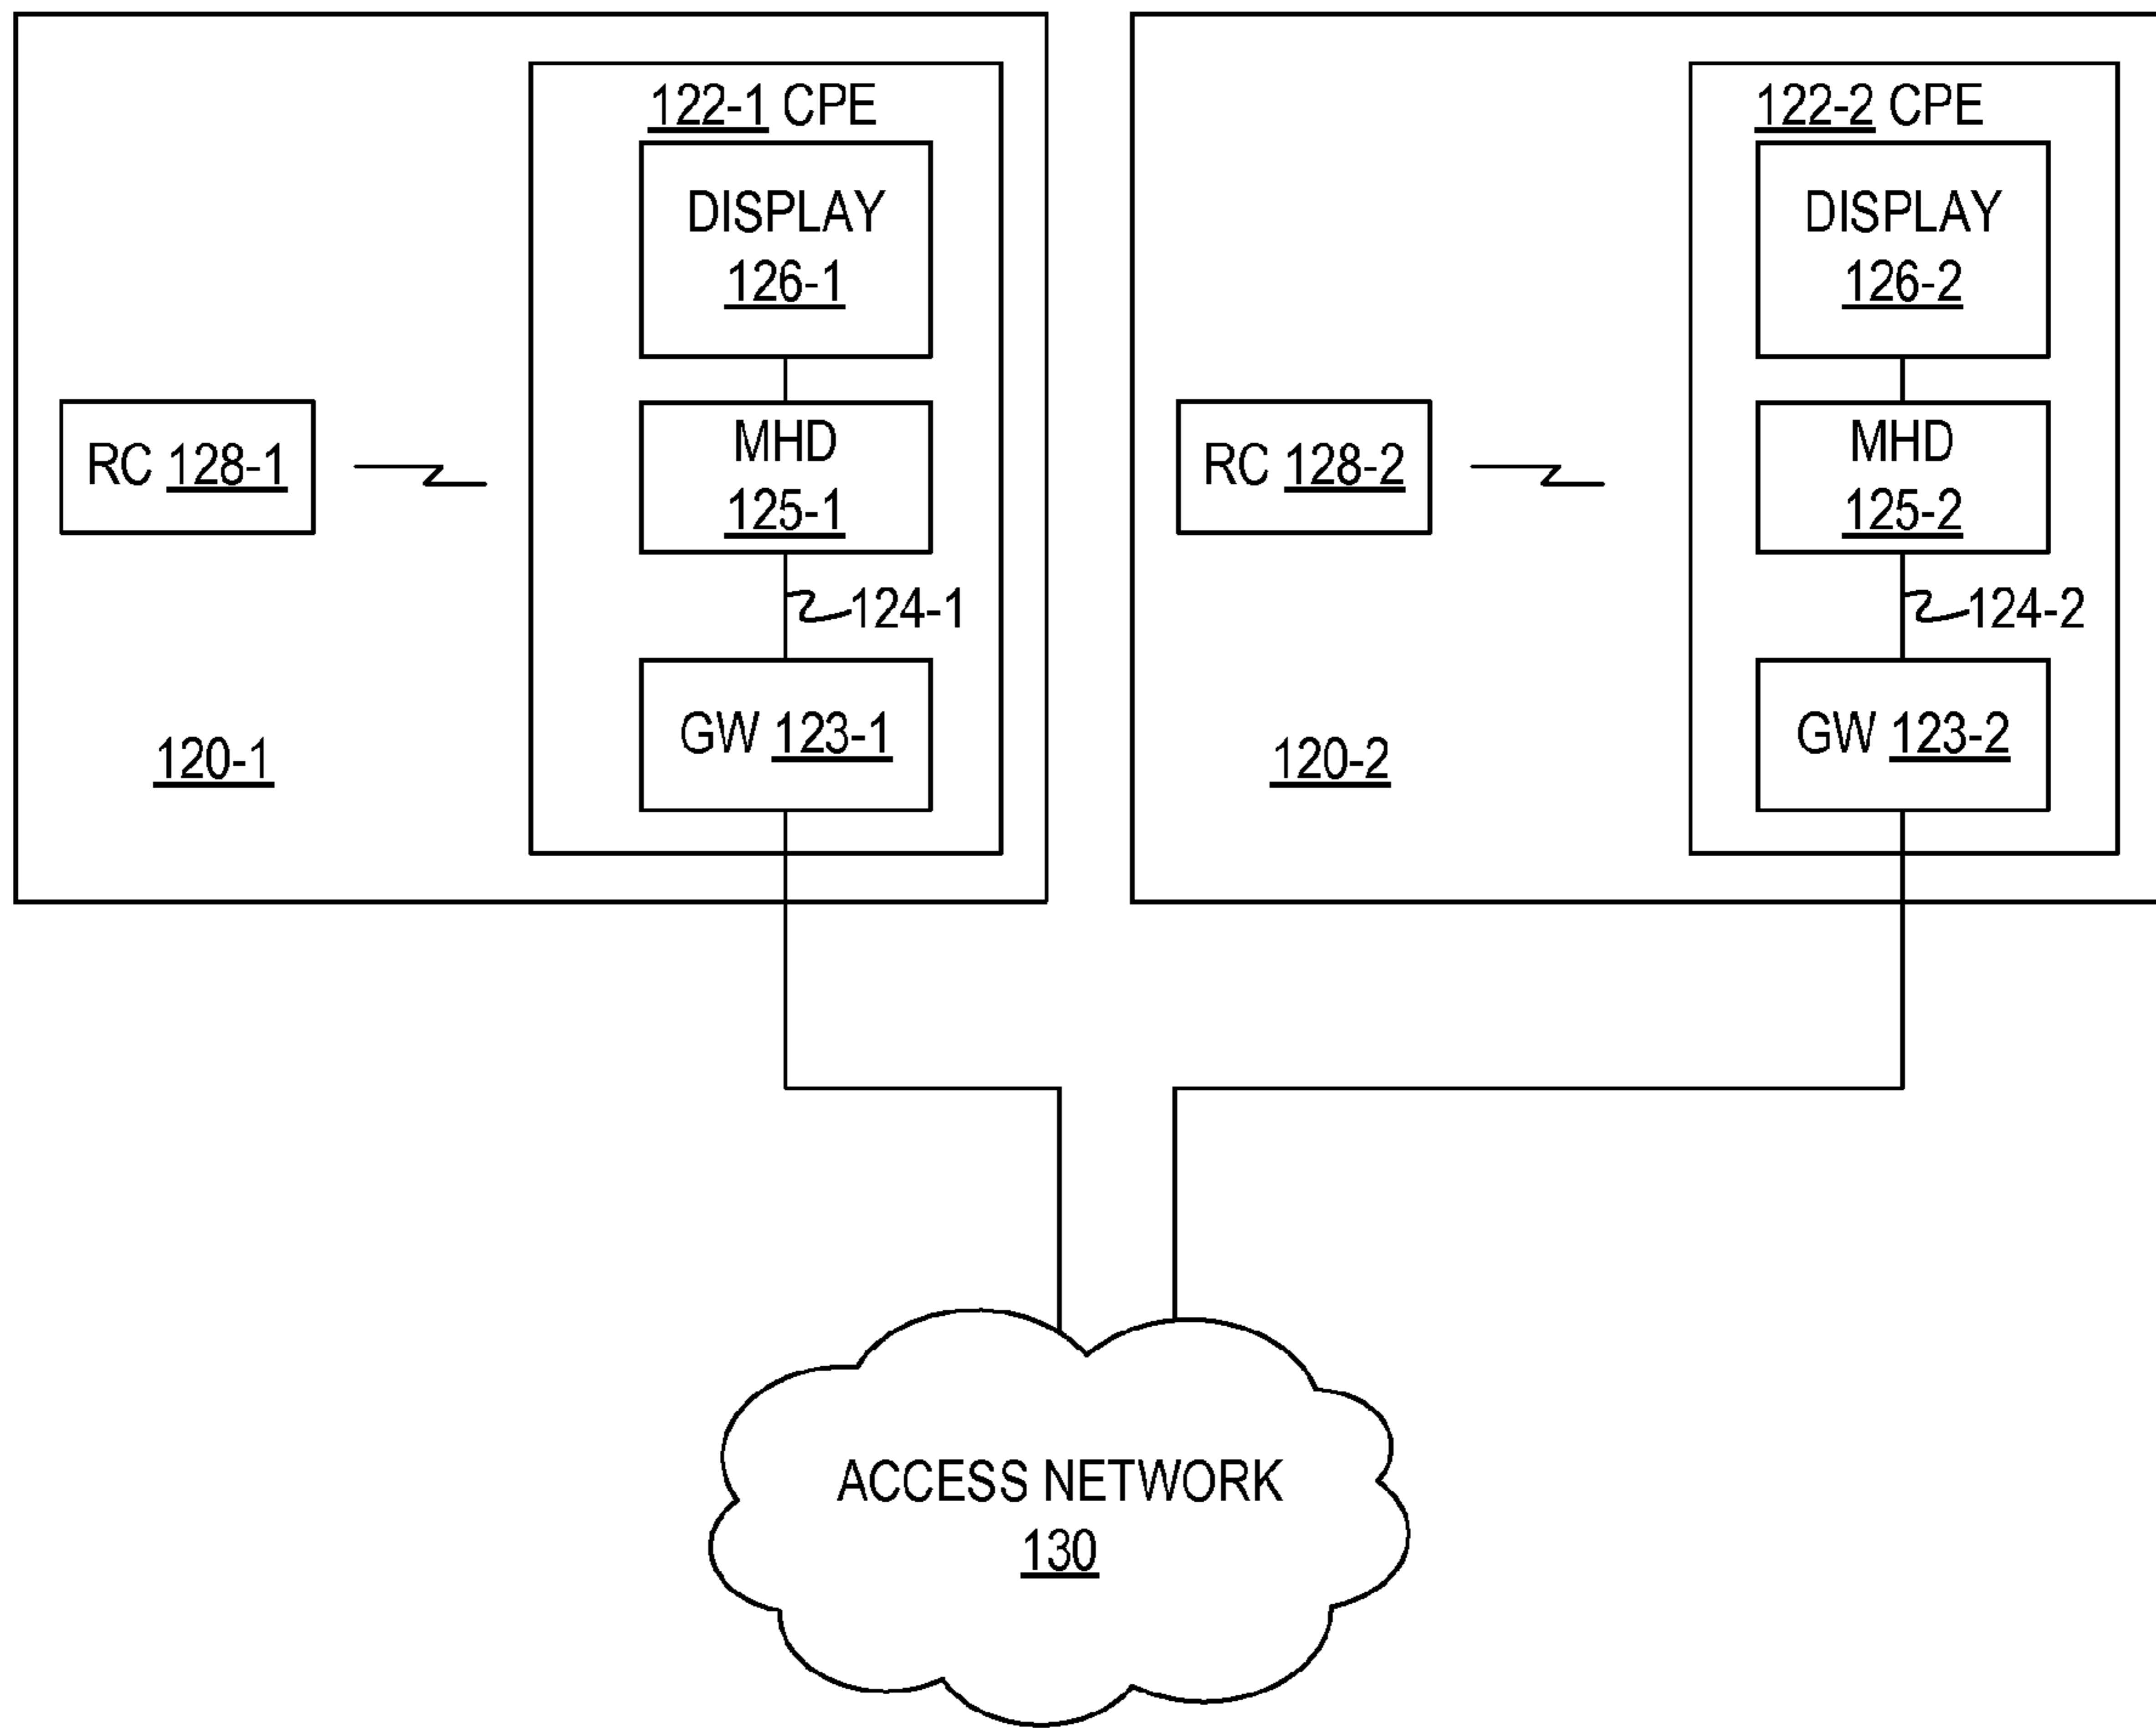 122-1 CPE
DISPLAY
126-1
RC 128-1
MHD
125-1
124-1
GW 123-1
120-1
122-2 CPE
DISPLAY
126-2
RC 128-2
MHD
125-2
124-2
GW 123-2
120-2
ACCESS NETWORK
130